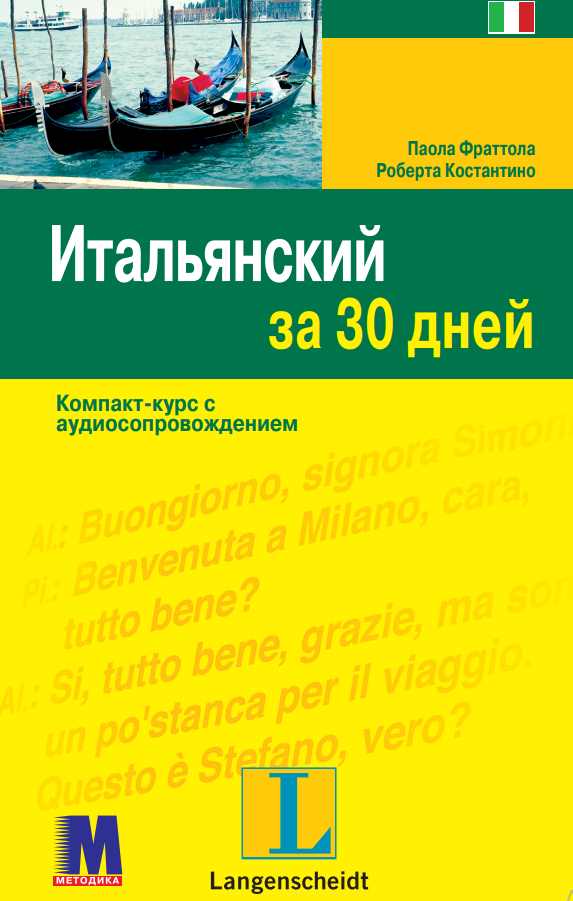 Паола Фраттола
Роберта Костантино
Итальянский
за 30 дней
Компакт-курс с
аудиосопровождением
Al.: Buongiorno, signora Simon
Pi.: Benvenuta a Milano, cara,
tutto bene?
Al.: Si, tutto bene, grazie, ma son
un po'stanca per il viaggio.
Questo è Stefano, vero?
М
МЕТОДИКА
L
Langenscheidt